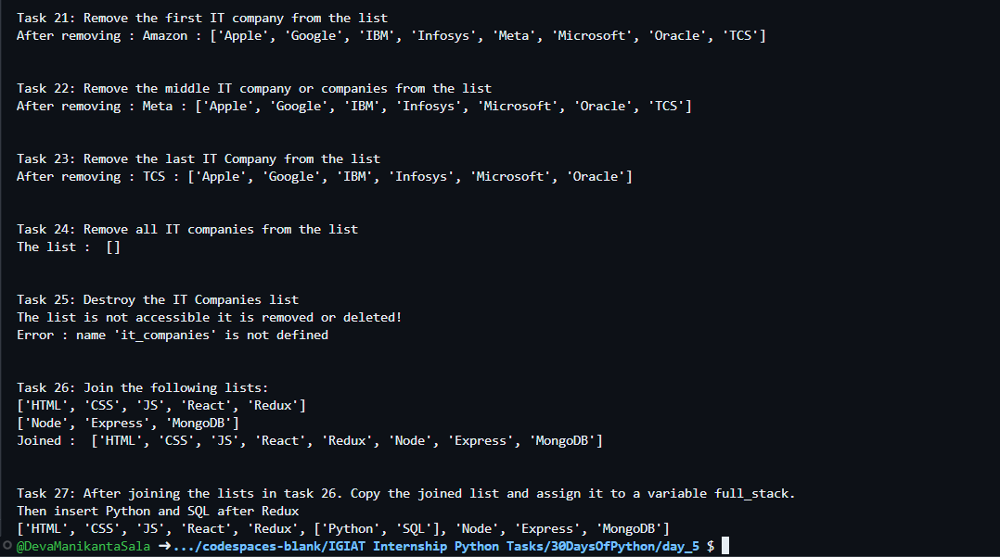 Task 21: Remove the first IT company from the list
After removing : Amazon : ['Apple', 'Google', 'IBM', 'Infosys', 'Meta', 'Microsoft', 'Oracle', 'TCS']
Task 22: Remove the middle IT company or companies from the list
After removing : Meta : ['Apple', 'Google', 'IBM', 'Infosys', 'Microsoft', 'Oracle', 'TCS']
Task 23: Remove the last IT Company from the list
After removing : TCS : ['Apple', 'Google', 'IBM', 'Infosys', 'Microsoft', 'Oracle']
Task 24: Remove all IT companies from the list
The list :  []
Task 25: Destroy the IT Companies list
The list is not accessible it is removed or deleted!
Error : name 'it_companies' is not defined
Task 26: Join the following lists:
['HTML', 'CSS', 'JS', 'React', 'Redux']
['Node', 'Express', 'MongoDB']
Joined :  ['HTML', 'CSS', 'JS', 'React', 'Redux', 'Node', 'Express', 'MongoDB']
Task 27: After joining the lists in task 26. Copy the joined list and assign it to a variable full_stack.
Then insert Python and SQL after Redux
['HTML', 'CSS', 'JS', 'React', 'Redux', ['Python', 'SQL'], 'Node', 'Express', 'MongoDB']
@DevaManikantaSala ➜.../codespaces-blank/IGIAT Internship Python Tasks/30DaysOfPython/day_5 $